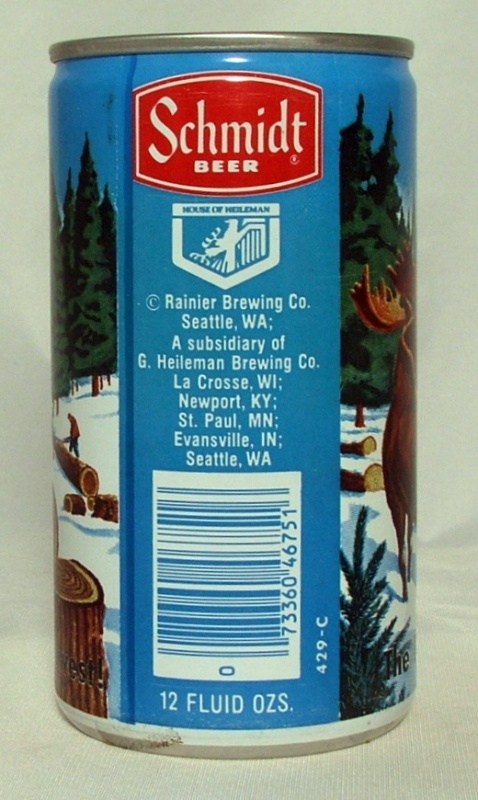 Schmidt
BEER
®
HOUSE OF HEILEMAN
© Rainier Brewing Co.
Seattle, WA;
A subsidiary of
G. Heileman Brewing Co.
La Crosse, WI;
Newport, KY;
St. Paul, MN;
Evansville, IN;
Seattle, WA
73360 46751
0
429-C
12 FLUID OZS.
The